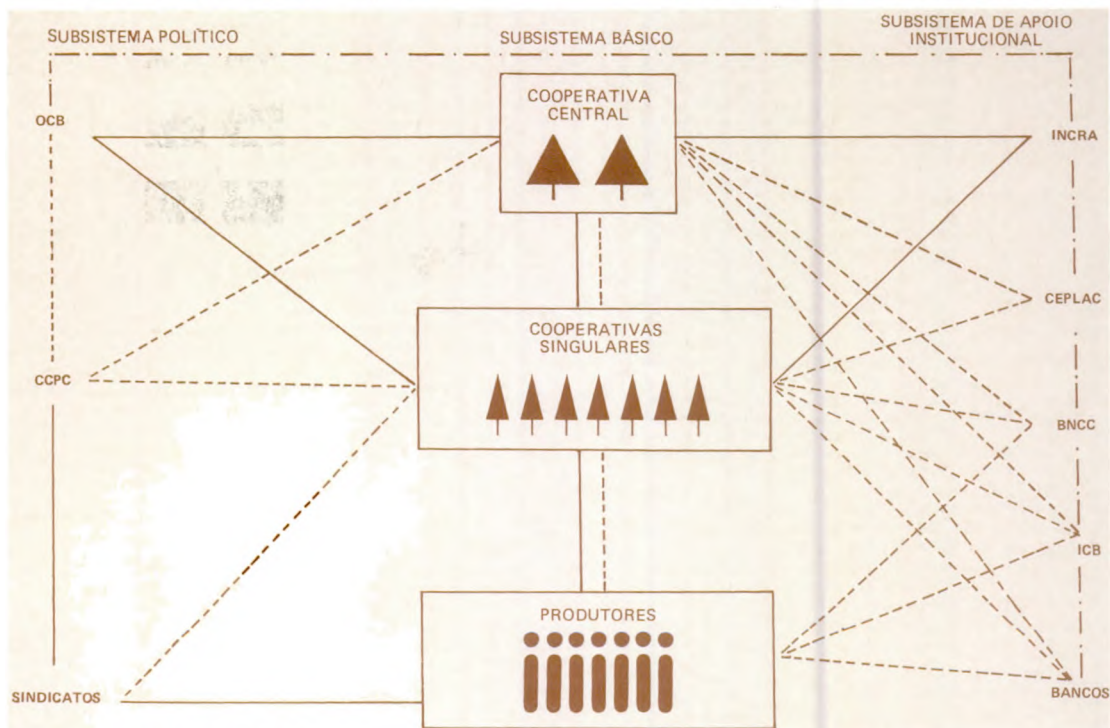 SUBSISTEMA POLÍTICO
SUBSISTEMA BÁSICO
SUBSISTEMA DE APOIO
INSTITUCIONAL
COOPERATIVA
CENTRAL
OCB
INCRA
CEPLAC
COOPERATIVAS
SINGULARES
CCPC
BNCC
ICB
PRODUTORES
SINDICATOS
BANCOS